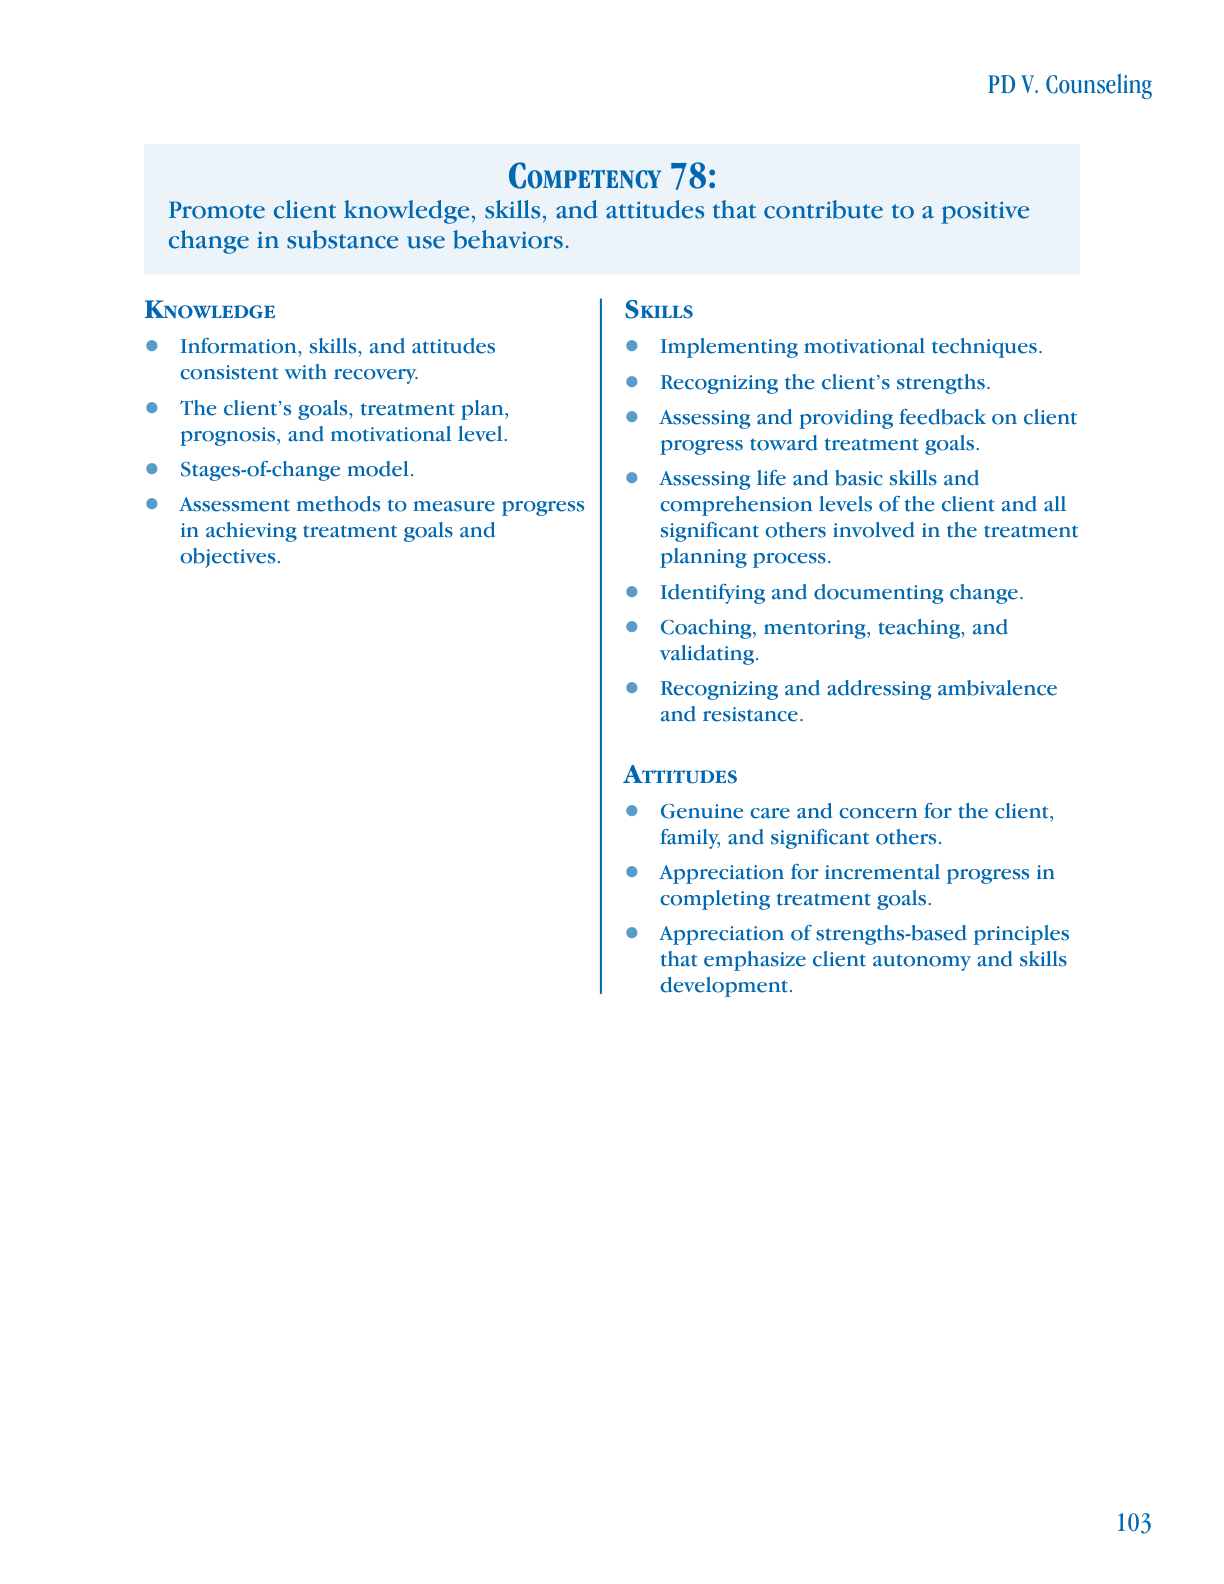 PD V. Counseling
Competency 78:
Promote client knowledge, skills, and attitudes that contribute to a positive
change in substance use behaviors.
Knowledge
● Information, skills, and attitudes
consistent with recovery.
● The client’s goals, treatment plan,
prognosis, and motivational level.
● Stages-of-change model.
● Assessment methods to measure progress
in achieving treatment goals and
objectives.
Skills
● Implementing motivational techniques.
● Recognizing the client’s strengths.
● Assessing and providing feedback on client
progress toward treatment goals.
● Assessing life and basic skills and
comprehension levels of the client and all
significant others involved in the treatment
planning process.
● Identifying and documenting change.
● Coaching, mentoring, teaching, and
validating.
● Recognizing and addressing ambivalence
and resistance.
Attitudes
● Genuine care and concern for the client,
family, and significant others.
● Appreciation for incremental progress in
completing treatment goals.
● Appreciation of strengths-based principles
that emphasize client autonomy and skills
development.
103